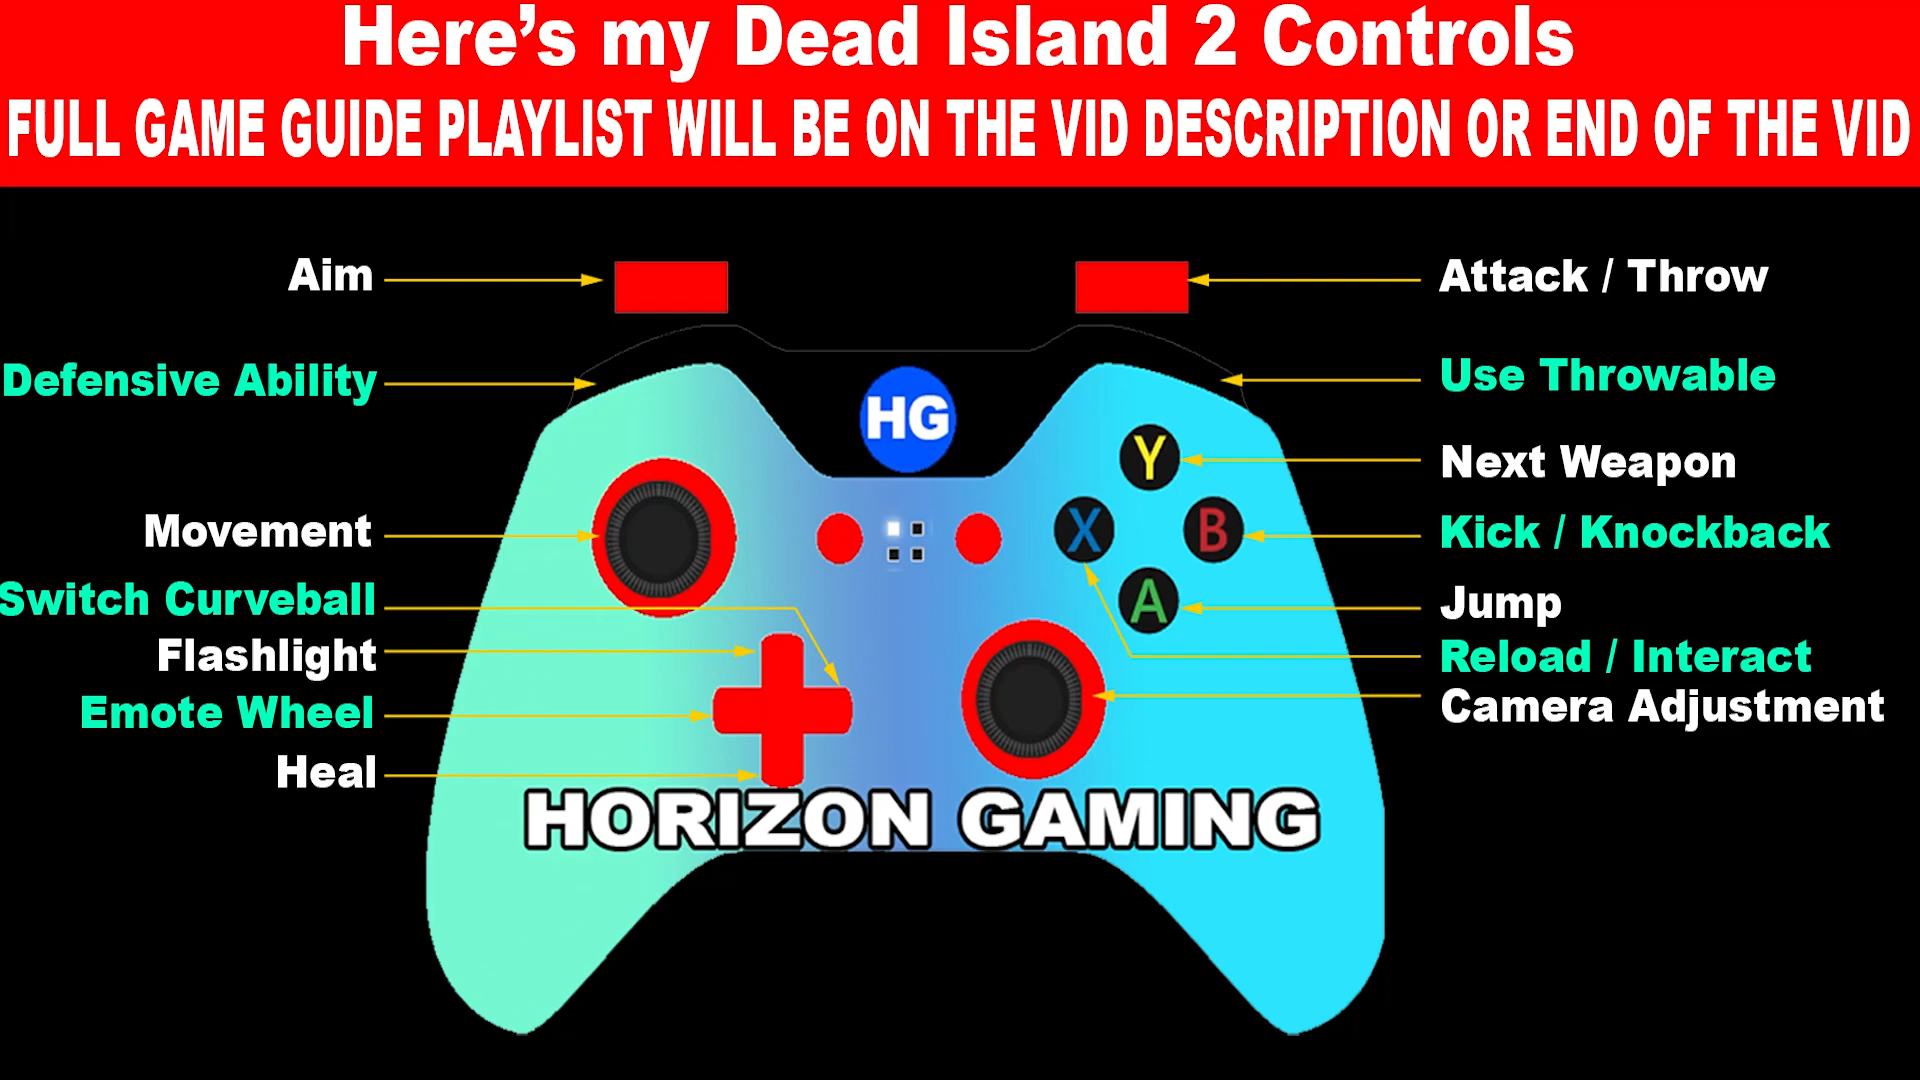 Here's my Dead Island 2 Controls
FULL GAME GUIDE PLAYLIST WILL BE ON THE VID DESCRIPTION OR END OF THE VID
Aim
Attack / Throw
Defensive Ability
Use Throwable
HG
Y
Next Weapon
Movement
X
B
Kick / Knockback
Switch Curveball
A
Jump
Flashlight
Reload / Interact
Emote Wheel
Camera Adjustment
Heal
HORIZON GAMING